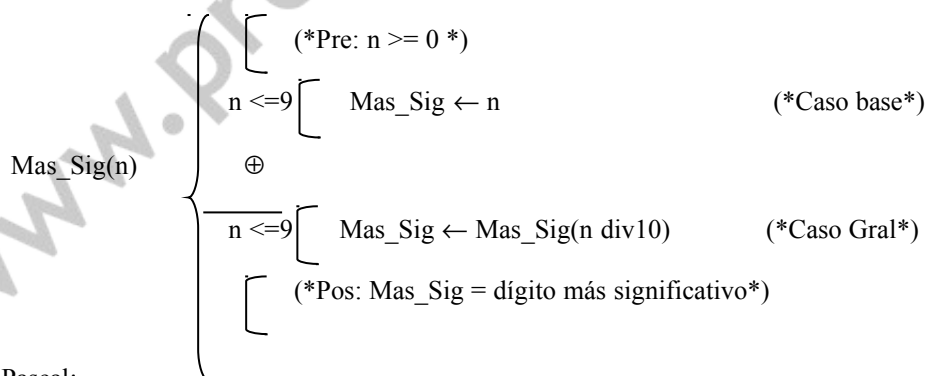 (*Pre: n >= 0 *)
n <=9 Mas_Sig ← n (*Caso base*)
Mas_Sig(n) ⊕
n <=9 Mas_Sig ← Mas_Sig(n div10) (*Caso Gral*)
(*Pos: Mas_Sig = dígito más significativo*)
Pascal: